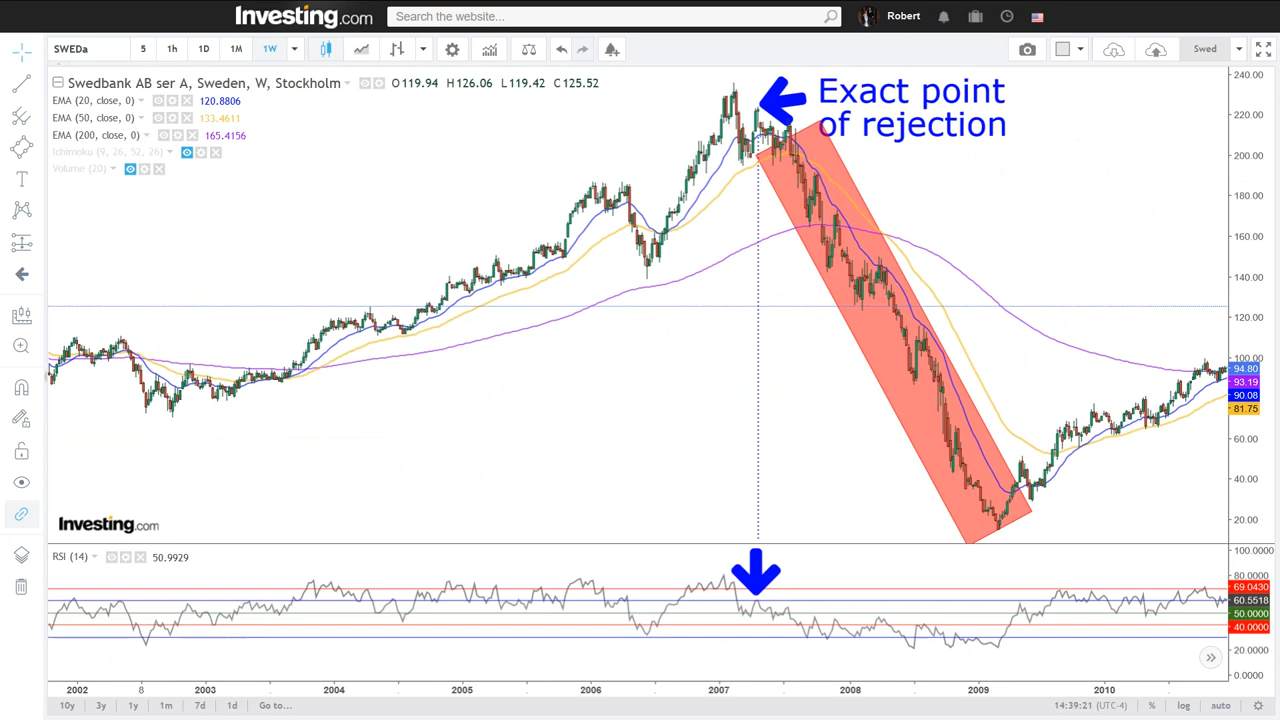 Investing.com
Search the website...
Robert
SWEDa 5 1h 1D 1M 1W
Swed
Swedbank AB ser A, Sweden, W, Stockholm O119.94 H126.06 L119.42 C125.52
EMA (20, close, 0) 120.8806
EMA (50, close, 0) 133.4611
EMA (200, close, 0) 165.4156
Ichimoku (9, 26, 52, 26)
Volume (20)
Exact point
of rejection
240.00
220.00
200.00
180.00
160.00
140.00
120.00
100.00
94.80
93.19
90.08
81.75
60.00
40.00
20.00
Investing.com
RSI (14) 50.9929
100.0000
80.0000
69.0430
60.5518
50.0000
40.0000
20.0000
0.0000
2002 8 2003 2004 2005 2006 2007 2008 2009 2010
10y 3y 1y 1m 7d 1d Go to... 14:39:21 (UTC-4) % log auto